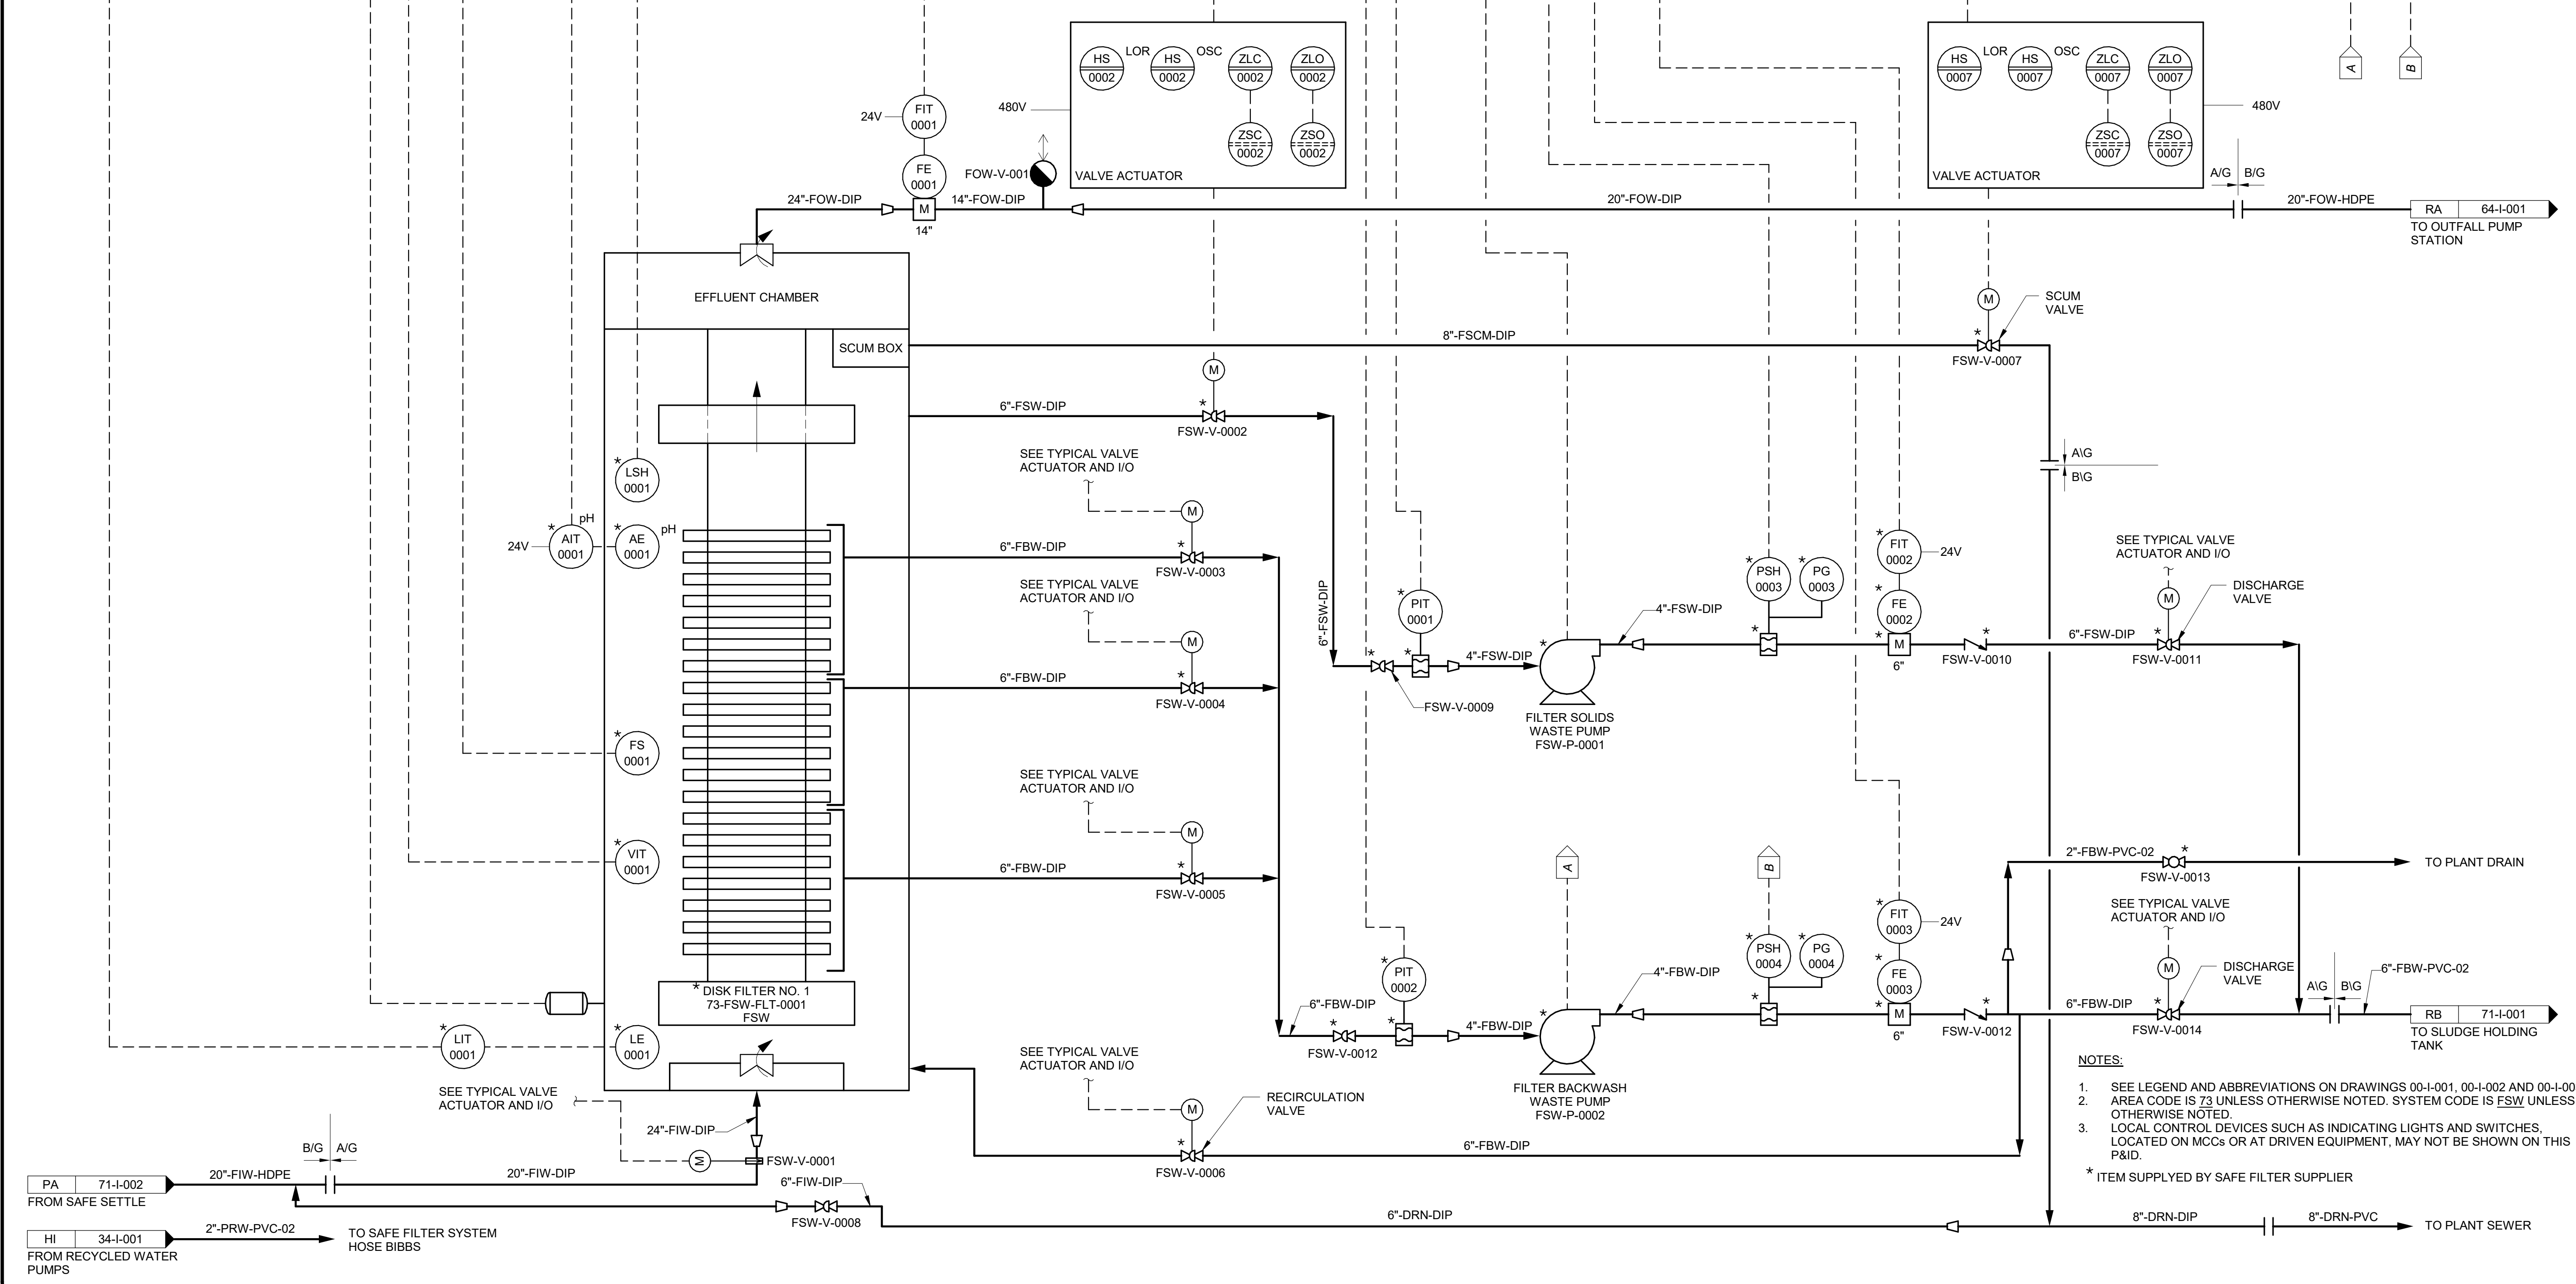 HS
0002
LOR
HS
0002
OSC
ZLC
0002
ZLO
0002
ZSC
0002
ZSO
0002
VALVE ACTUATOR
480V
HS
0007
LOR
HS
0007
OSC
ZLC
0007
ZLO
0007
ZSC
0007
ZSO
0007
VALVE ACTUATOR
480V
A
B
24V
FIT
0001
FE
0001
M
14"
FOW-V-001
24"-FOW-DIP
14"-FOW-DIP
20"-FOW-DIP
A/G
B/G
20"-FOW-HDPE
RA
64-I-001
TO OUTFALL PUMP
STATION
EFFLUENT CHAMBER
SCUM BOX
8"-FSCM-DIP
M
SCUM
VALVE
*
FSW-V-0007
M
6"-FSW-DIP
*
FSW-V-0002
A\G
B\G
*
LSH
0001
SEE TYPICAL VALVE
ACTUATOR AND I/O
M
6"-FBW-DIP
*
FSW-V-0003
24V
*
AIT
0001
pH
*
AE
0001
pH
SEE TYPICAL VALVE
ACTUATOR AND I/O
M
6"-FBW-DIP
*
FSW-V-0004
6"-FSW-DIP
*
FSW-V-0009
*
PIT
0001
*
4"-FSW-DIP
*
FILTER SOLIDS
WASTE PUMP
FSW-P-0001
4"-FSW-DIP
*
PSH
0003
*
PG
0003
*
*
FIT
0002
24V
*
FE
0002
*
M
6"
*
FSW-V-0010
6"-FSW-DIP
SEE TYPICAL VALVE
ACTUATOR AND I/O
M
DISCHARGE
VALVE
*
FSW-V-0011
*
FS
0001
*
VIT
0001
SEE TYPICAL VALVE
ACTUATOR AND I/O
M
6"-FBW-DIP
*
FSW-V-0005
A
B
2"-FBW-PVC-02
*
FSW-V-0013
TO PLANT DRAIN
* DISK FILTER NO. 1
73-FSW-FLT-0001
FSW
*
LIT
0001
*
LE
0001
6"-FBW-DIP
*
FSW-V-0012
*
PIT
0002
*
4"-FBW-DIP
*
FILTER BACKWASH
WASTE PUMP
FSW-P-0002
4"-FBW-DIP
*
PSH
0004
*
PG
0004
*
*
FIT
0003
24V
*
FE
0003
*
M
6"
*
FSW-V-0012
6"-FBW-DIP
SEE TYPICAL VALVE
ACTUATOR AND I/O
M
DISCHARGE
VALVE
*
FSW-V-0014
A\G
B\G
6"-FBW-PVC-02
RB
71-I-001
TO SLUDGE HOLDING
TANK
SEE TYPICAL VALVE
ACTUATOR AND I/O
M
RECIRCULATION
VALVE
*
FSW-V-0006
6"-FBW-DIP
SEE TYPICAL VALVE
ACTUATOR AND I/O
24"-FIW-DIP
M
FSW-V-0001
B/G
A/G
20"-FIW-HDPE
20"-FIW-DIP
PA
71-I-002
FROM SAFE SETTLE
6"-FIW-DIP
FSW-V-0008
6"-DRN-DIP
8"-DRN-DIP
8"-DRN-PVC
TO PLANT SEWER
HI
34-I-001
FROM RECYCLED WATER
PUMPS
2"-PRW-PVC-02
TO SAFE FILTER SYSTEM
HOSE BIBBS
NOTES:
1. SEE LEGEND AND ABBREVIATIONS ON DRAWINGS 00-I-001, 00-I-002 AND 00-I-00
2. AREA CODE IS 73 UNLESS OTHERWISE NOTED. SYSTEM CODE IS FSW UNLESS
OTHERWISE NOTED.
3. LOCAL CONTROL DEVICES SUCH AS INDICATING LIGHTS AND SWITCHES,
LOCATED ON MCCs OR AT DRIVEN EQUIPMENT, MAY NOT BE SHOWN ON THIS
P&ID.
* ITEM SUPPLYED BY SAFE FILTER SUPPLIER